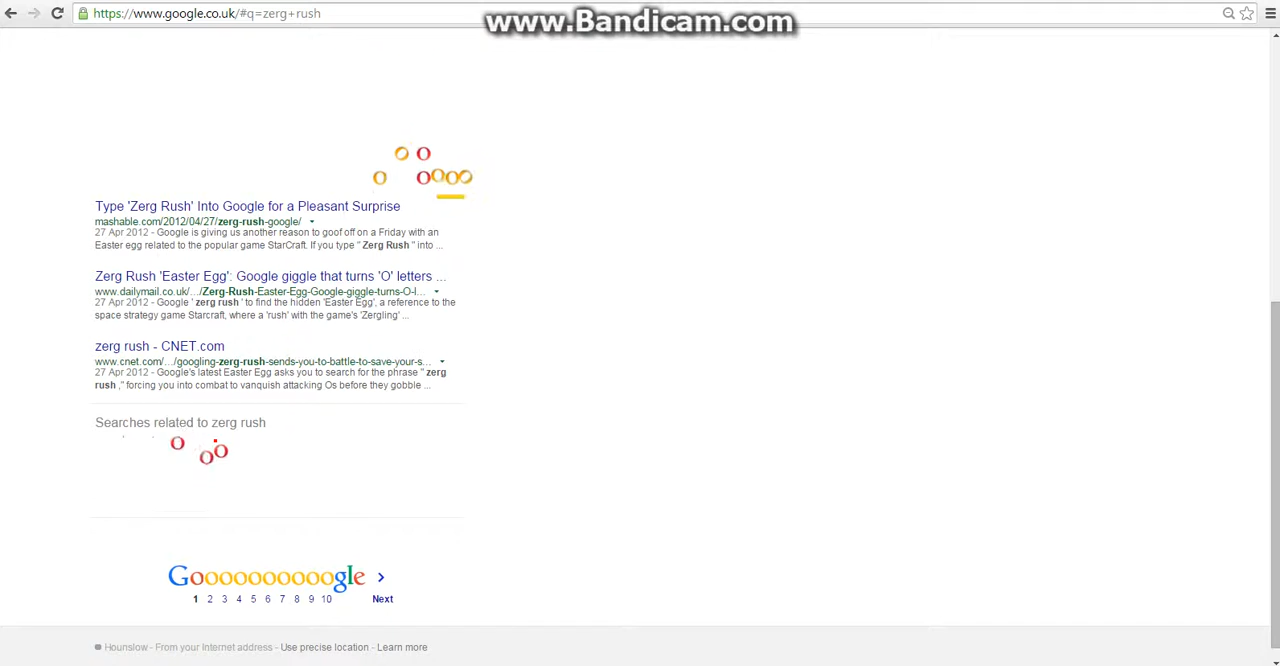 https://www.google.co.uk/#q=zerg+rush
www.Bandicam.com
O O
O O O O O
Type 'Zerg Rush' Into Google for a Pleasant Surprise
mashable.com/2012/04/27/zerg-rush-google/
27 Apr 2012 - Google is giving us another reason to goof off on a Friday with an
Easter egg related to the popular game StarCraft. If you type " Zerg Rush " into ...
Zerg Rush 'Easter Egg': Google giggle that turns 'O' letters ...
www.dailymail.co.uk/.../Zerg-Rush-Easter-Egg-Google-giggle-turns-O-l...
27 Apr 2012 - Google ' zerg rush ' to find the hidden 'Easter Egg', a reference to the
space strategy game Starcraft, where a 'rush' with the game's 'Zergling' ...
zerg rush - CNET.com
www.cnet.com/.../googling-zerg-rush-sends-you-to-battle-to-save-your-s...
27 Apr 2012 - Google's latest Easter Egg asks you to search for the phrase " zerg
rush ," forcing you into combat to vanquish attacking Os before they gobble ...
Searches related to zerg rush
O O O
Goooooooooogle >
1 2 3 4 5 6 7 8 9 10 Next
Hounslow - From your Internet address - Use precise location - Learn more